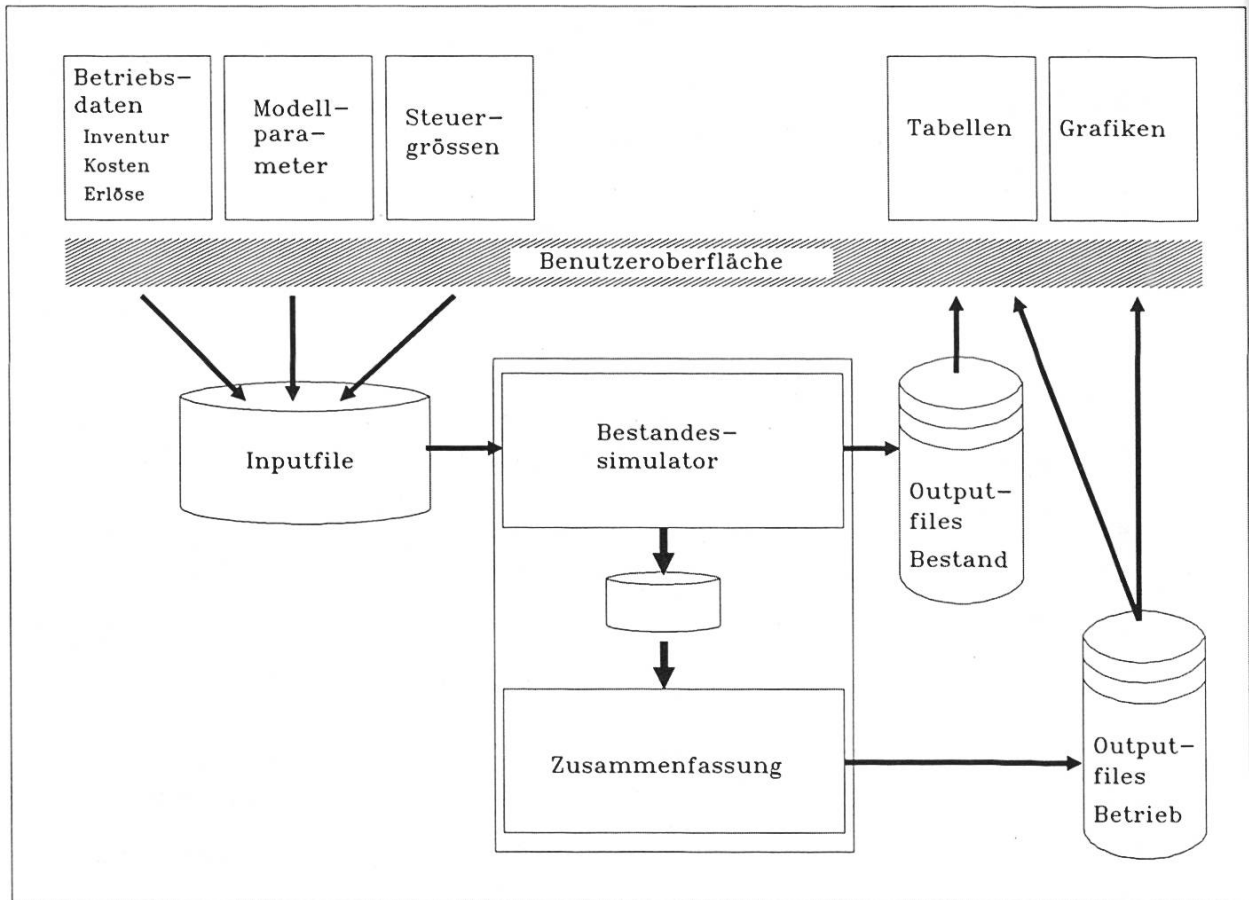 Betriebs-
daten
Inventur
Kosten
Erlöse
Modell-
para-
meter
Steuer-
grössen
Tabellen
Grafiken
Benutzeroberfläche
Inputfile
Bestandes-
simulator
Output-
files
Bestand
Zusammenfassung
Output-
files
Betrieb